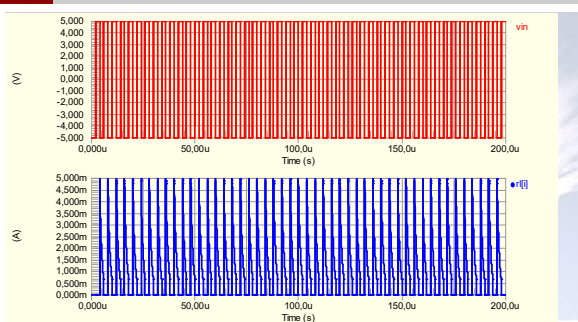 5,000
vin
4,000
3,000
2,000
1,000
0,000
-1,000
-2,000
-3,000
-4,000
-5,000
(V)
0,000u 50,00u 100,0u 150,0u 200,0u
Time (s)
5,000m
rl[i]
4,500m
4,000m
3,500m
3,000m
2,500m
2,000m
1,500m
1,000m
0,500m
0,000m
(A)
0,000u 50,00u 100,0u 150,0u 200,0u
Time (s)